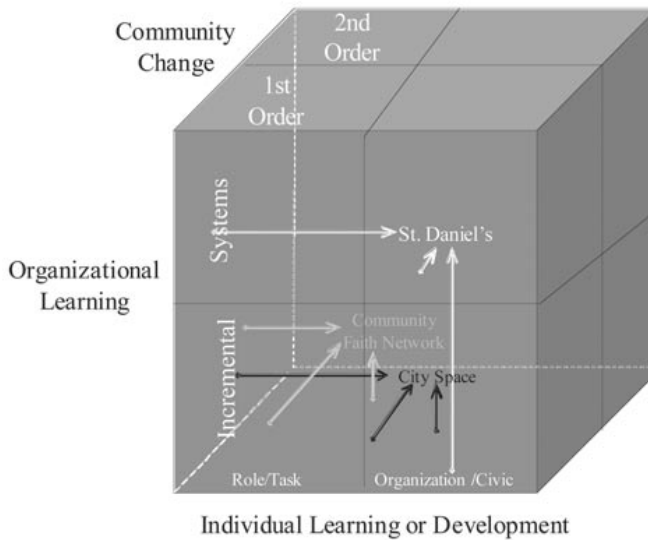 Community
Change
2nd
Order
1st
Order
Systems
St. Daniel's
Organizational
Learning
Community
Faith Network
Incremental
City Space
Role/Task
Organization /Civic
Individual Learning or Development